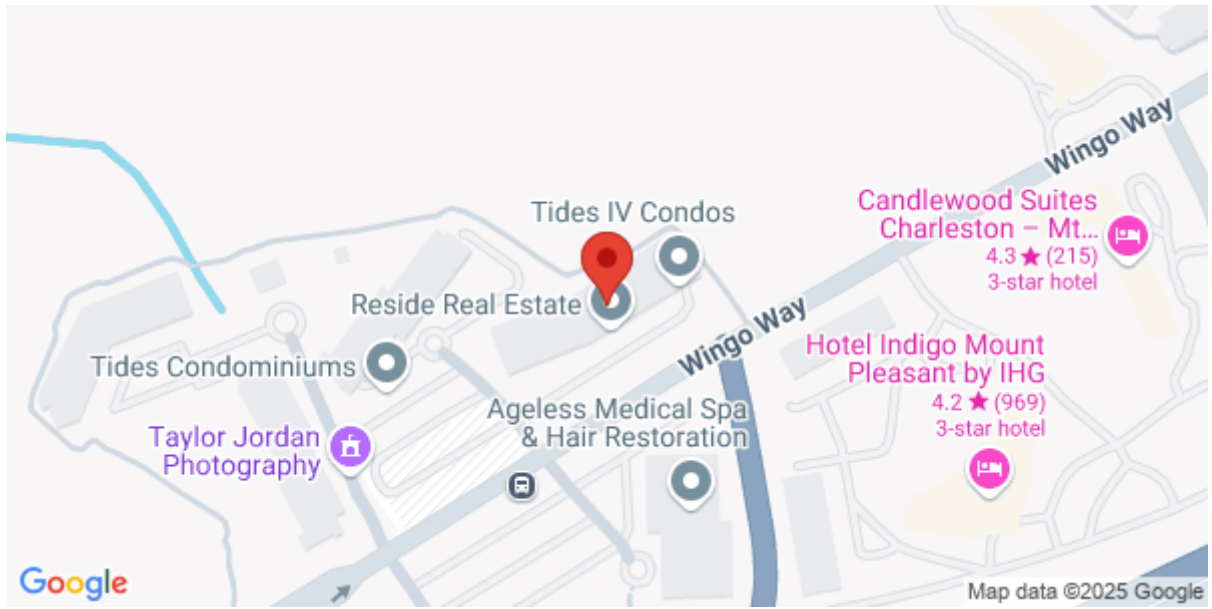 Wingo Way
Tides IV Condos
Candlewood Suites
Charleston – Mt...
4.3 ★ (215)
3-star hotel
Reside Real Estate
Wingo Way
Hotel Indigo Mount
Pleasant by IHG
4.2 ★ (969)
3-star hotel
Tides Condominiums
Ageless Medical Spa
& Hair Restoration
Taylor Jordan
Photography
Google
Map data ©2025 Google